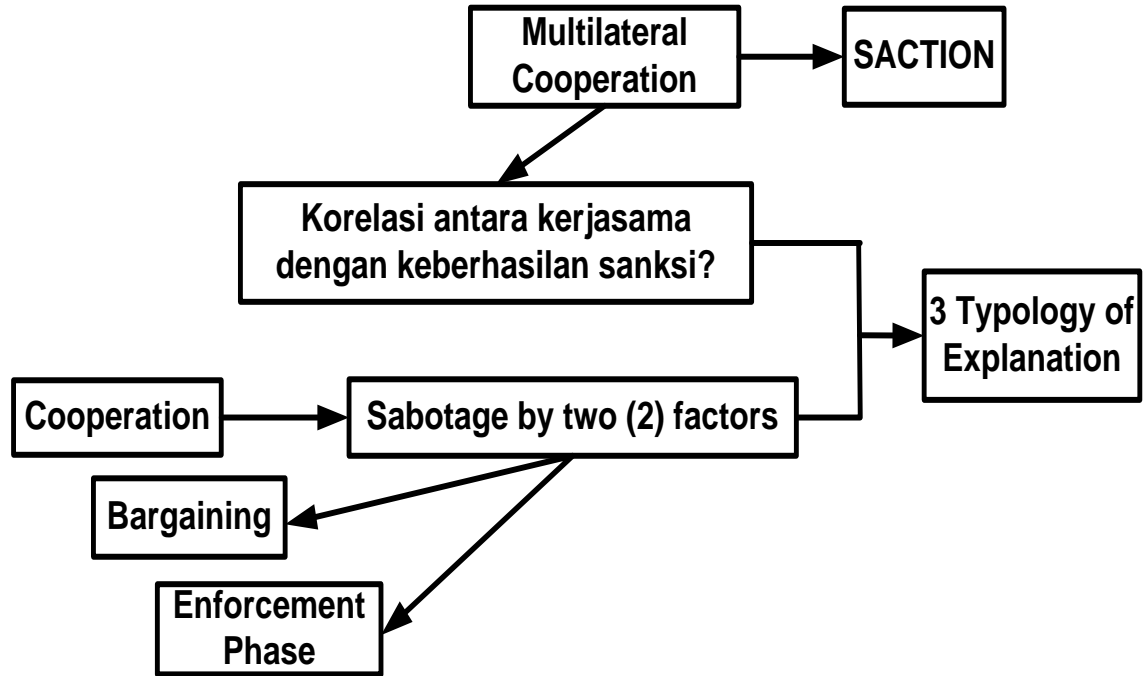 Multilateral
Cooperation
SACTION
Korelasi antara kerjasama
dengan keberhasilan sanksi?
3 Typology of
Explanation
Cooperation
Sabotage by two (2) factors
Bargaining
Enforcement
Phase